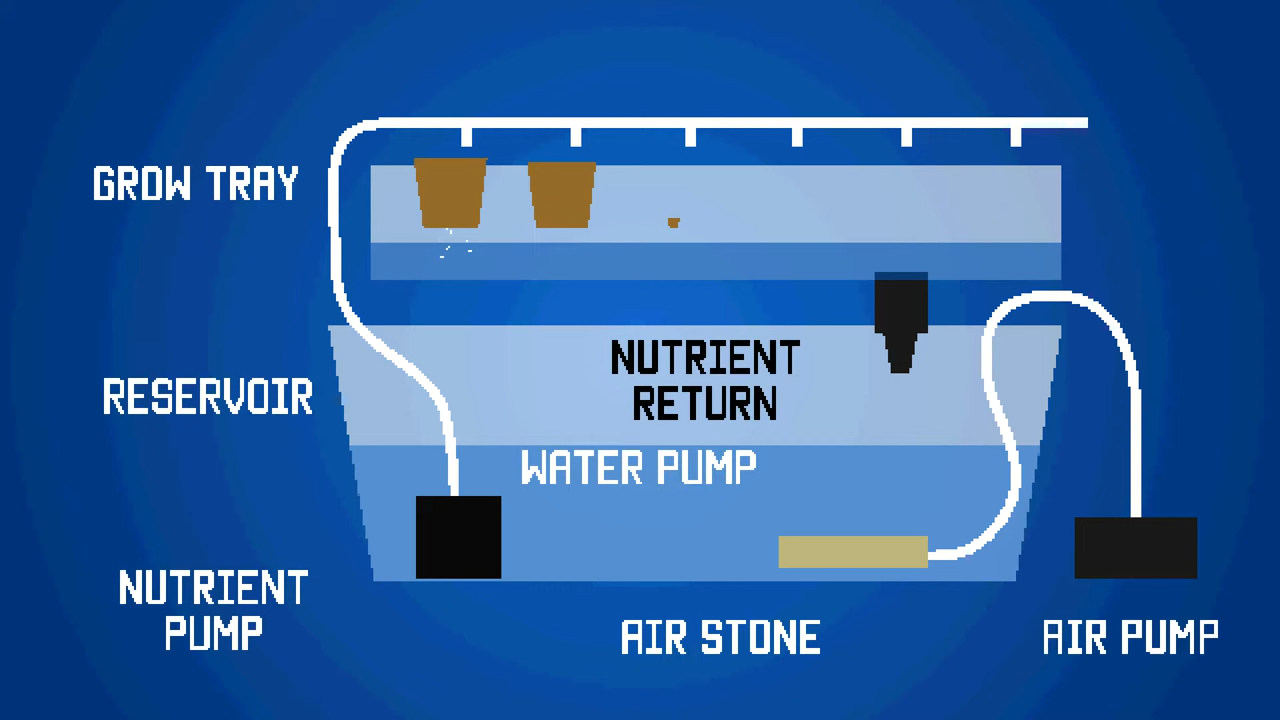 GROW TRAY
NUTRIENT
RETURN
RESERVOIR
WATER PUMP
NUTRIENT
PUMP
AIR STONE
AIR PUMP